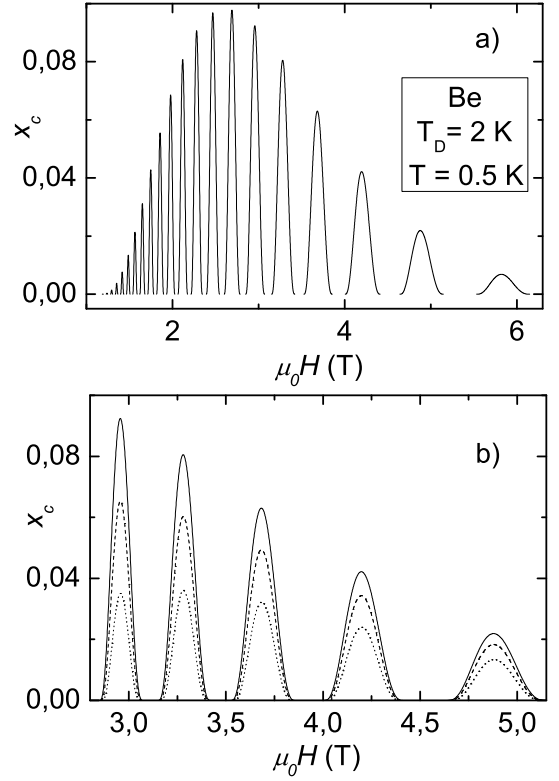 a)
0,08
0,04
0,00
x_c
Be
T_D = 2 K
T = 0.5 K
2 4 6
μ_0H (T)
b)
0,08
0,04
0,00
x_c
3,0 3,5 4,0 4,5 5,0
μ_0H (T)